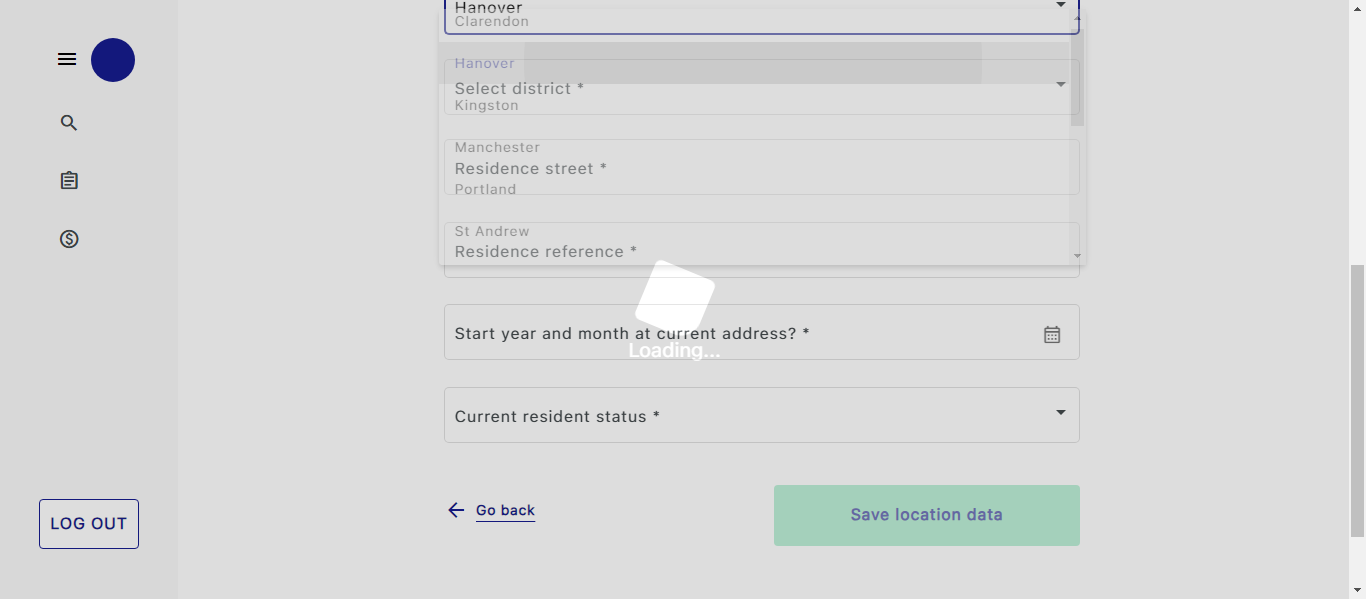 Hanover
Clarendon
Hanover
Select district *
Kingston
Manchester
Residence street *
Portland
St Andrew
Residence reference *
Start year and month at current address? *
Loading...
Current resident status *
Go back
Save location data
LOG OUT